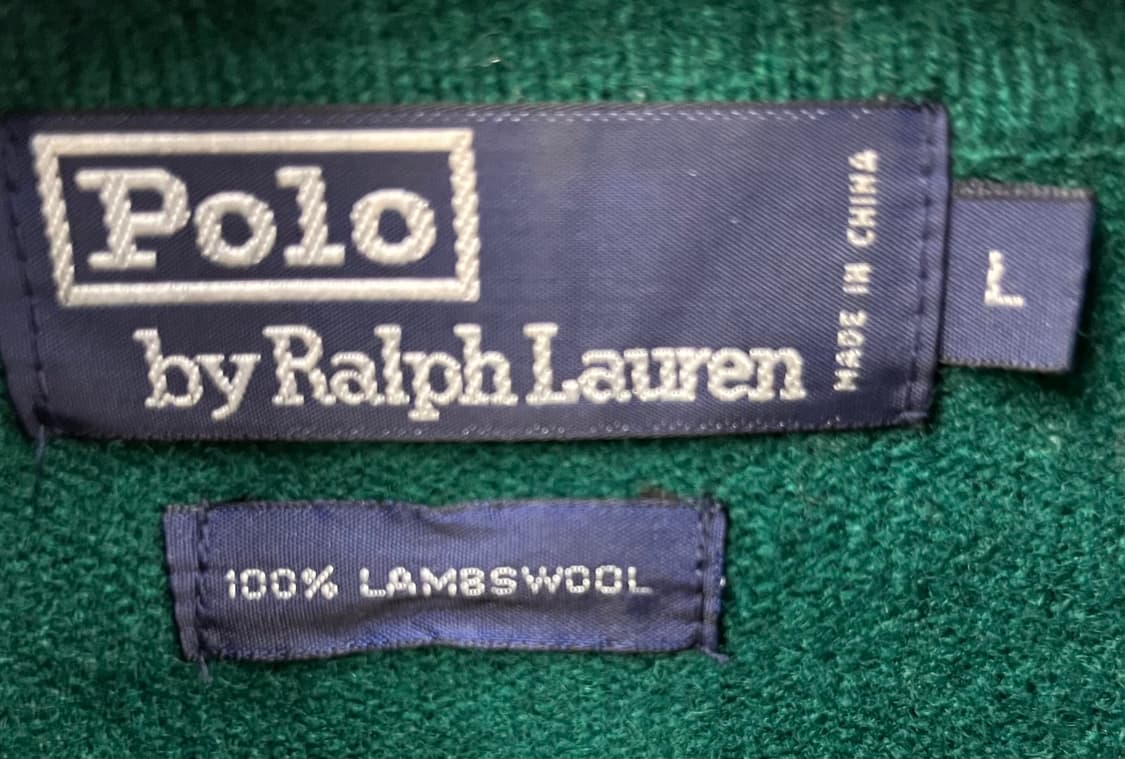 Polo
by Ralph Lauren
MADE IN CHINA
L
100% LAMBSWOOL